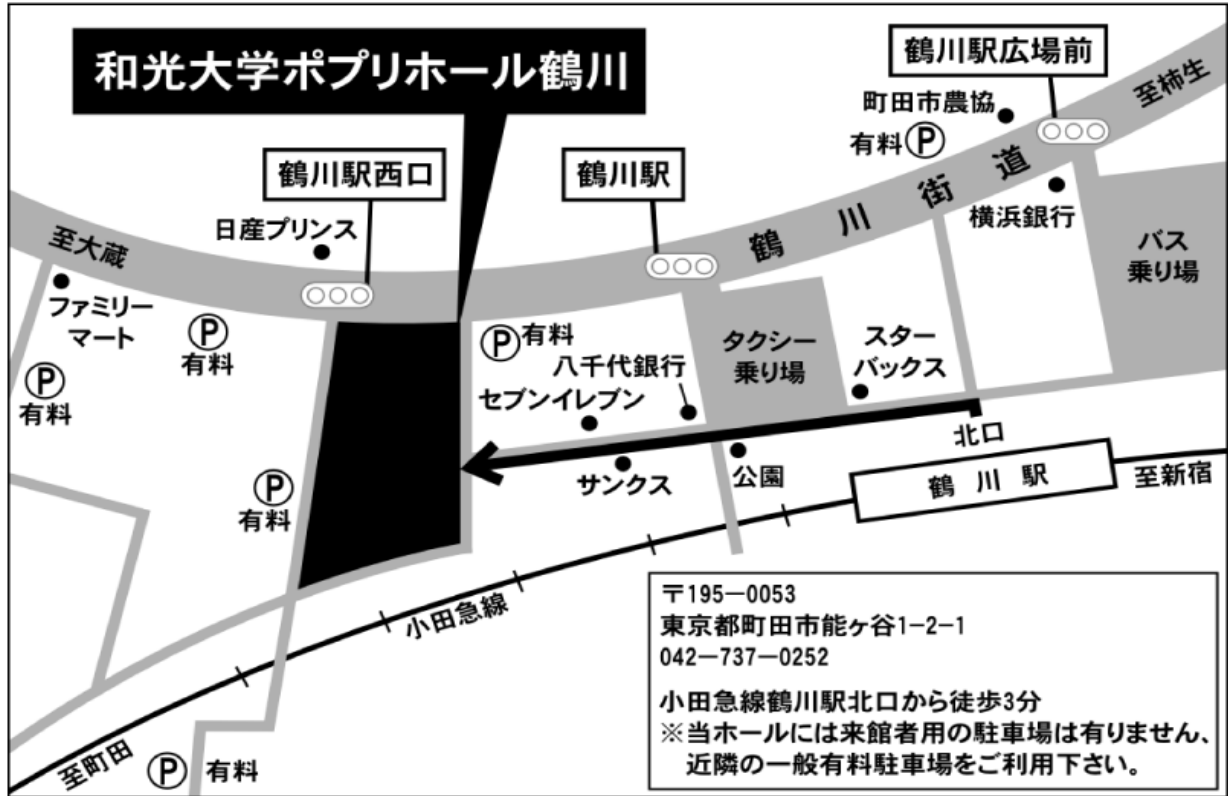 和光大学ポプリホール鶴川
鶴川駅広場前
至柿生
町田市農協
有料 P
鶴川駅西口
鶴川駅
鶴川街道
横浜銀行
日産プリンス
至大蔵
バス
乗り場
ファミリー
マート
P
有料
P
有料
P 有料
八千代銀行
セブンイレブン
タクシー
乗り場
スター
バックス
北口
サンクス
公園
鶴川駅
至新宿
P
有料
小田急線
至町田
P 有料
〒195−0053
東京都町田市能ヶ谷1−2−1
042−737−0252
小田急線鶴川駅北口から徒歩3分
※当ホールには来館者用の駐車場は有りません、
近隣の一般有料駐車場をご利用下さい。